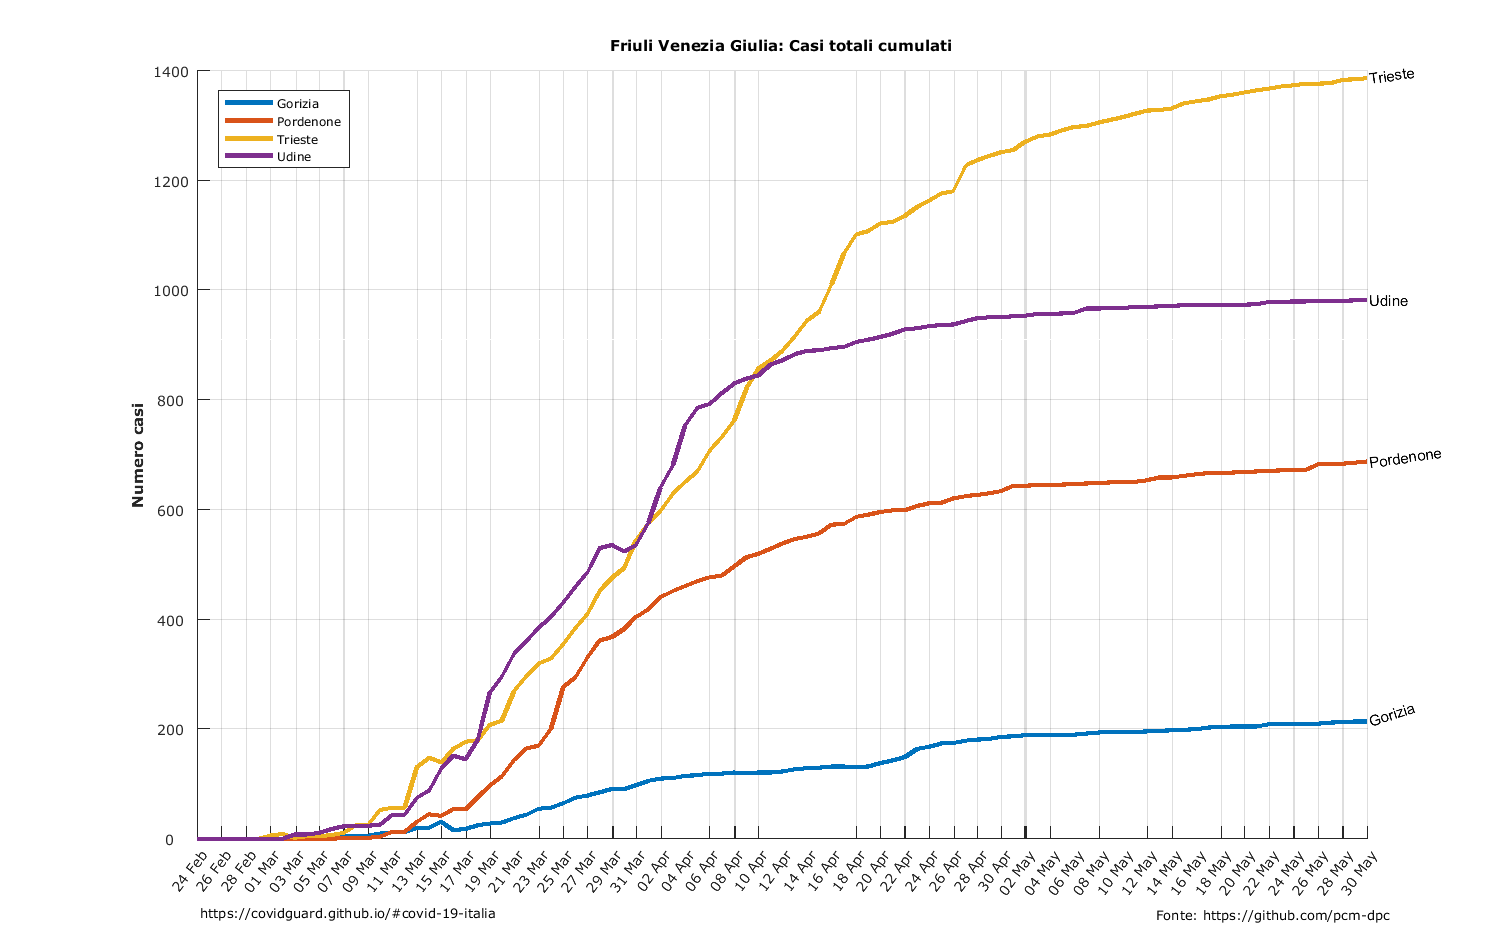 Friuli Venezia Giulia: Casi totali cumulati
1400
1200
1000
800
600
400
200
0
Numero casi
Gorizia
Pordenone
Trieste
Udine
Trieste
Udine
Pordenone
Gorizia
24 Feb
26 Feb
28 Feb
01 Mar
03 Mar
05 Mar
07 Mar
09 Mar
11 Mar
13 Mar
15 Mar
17 Mar
19 Mar
21 Mar
23 Mar
25 Mar
27 Mar
29 Mar
31 Mar
02 Apr
04 Apr
06 Apr
08 Apr
10 Apr
12 Apr
14 Apr
16 Apr
18 Apr
20 Apr
22 Apr
24 Apr
26 Apr
28 Apr
30 Apr
02 May
04 May
06 May
08 May
10 May
12 May
14 May
16 May
18 May
20 May
22 May
24 May
26 May
28 May
30 May
https://covidguard.github.io/#covid-19-italia
Fonte: https://github.com/pcm-dpc